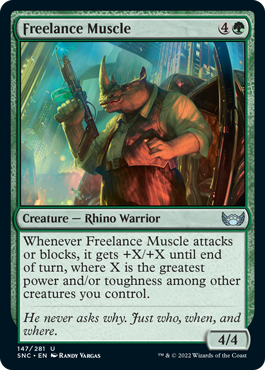 Freelance Muscle 4
Creature — Rhino Warrior
Whenever Freelance Muscle attacks
or blocks, it gets +X/+X until end
of turn, where X is the greatest
power and/or toughness among other
creatures you control.
He never asks why. Just who, when, and
where.
4/4
147/281 U
SNC • EN RANDY VARGAS
™ & © 2022 Wizards of the Coast